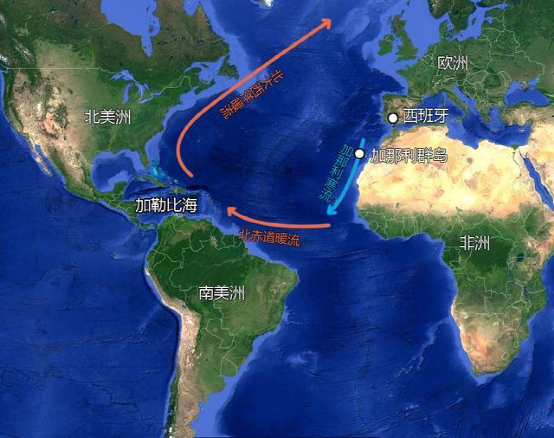 欧洲
北大西洋暖流
北美洲
西班牙
加那利群岛
加那利寒流
加勒比海
北赤道暖流
非洲
南美洲